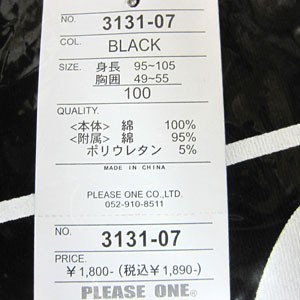 NO. 3131-07
COL. BLACK
SIZE. 身長 95~105
胸囲 49~55
100
QUALITY.
<本体> 綿 100%
<附属> 綿 95%
ポリウレタン 5%
MADE IN CHINA
PLEASE ONE CO.,LTD.
052-910-8511
NO. 3131-07
PRICE.
¥1,800- (税込¥1,890-)
PLEASE ONE®